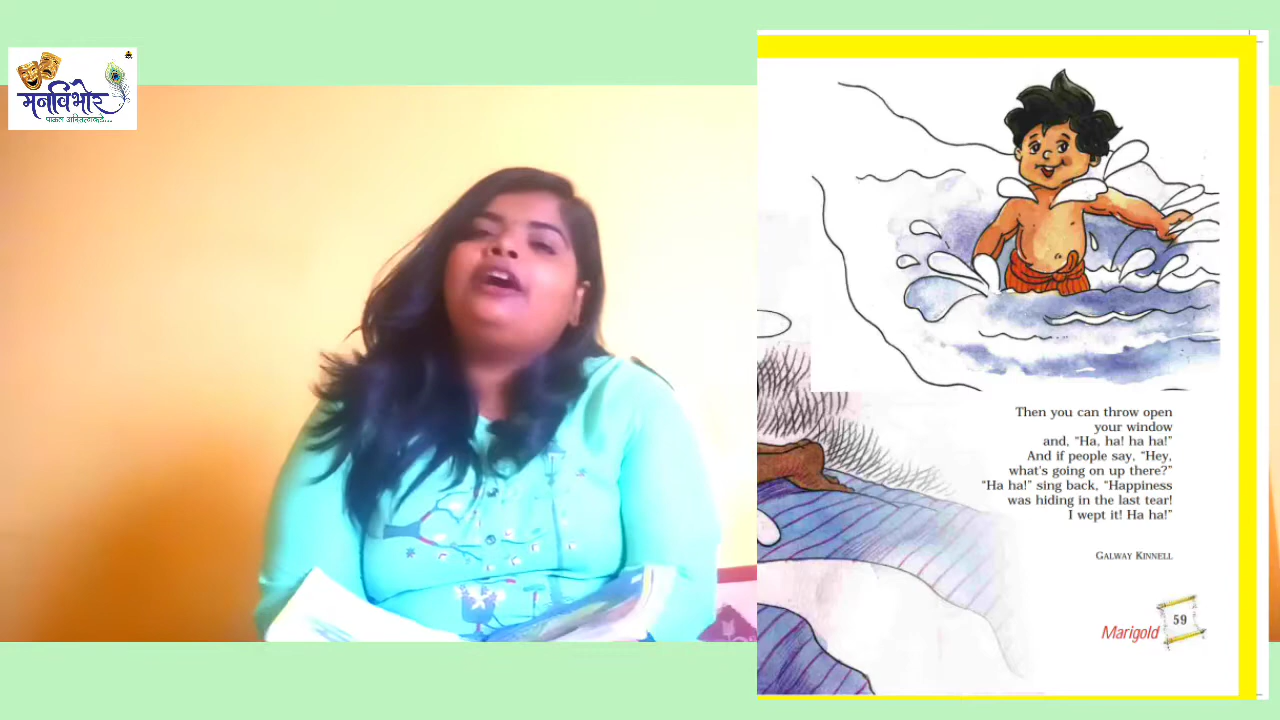 मनविभोर
Then you can throw open
your window
and, “Ha, ha! ha ha!”
And if people say, “Hey,
what's going on up there?”
“Ha ha!” sing back, “Happiness
was hiding in the last tear!
I wept it! Ha ha!”
GALWAY KINNELL
59
Marigold